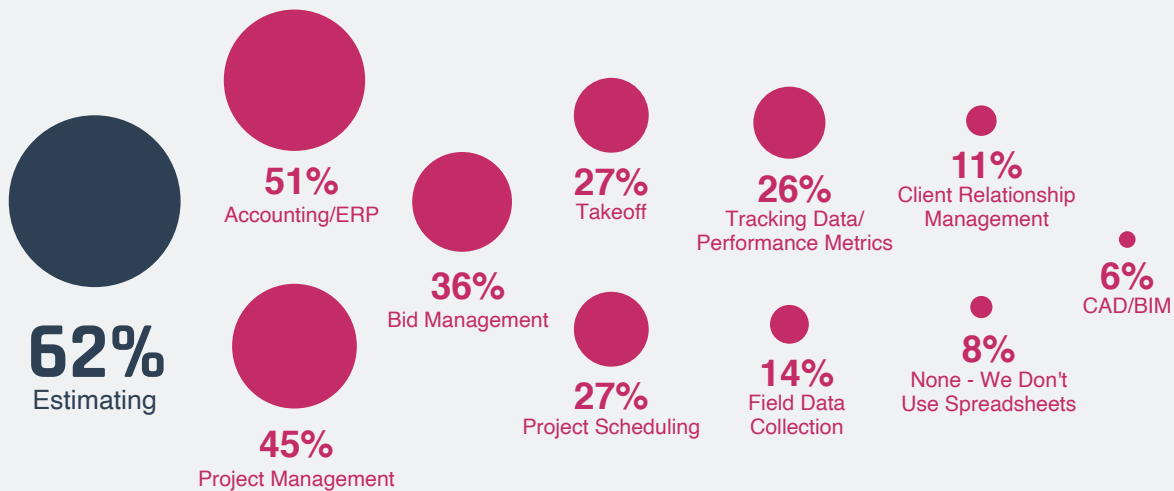 62%
Estimating
51%
Accounting/ERP
45%
Project Management
36%
Bid Management
27%
Takeoff
27%
Project Scheduling
26%
Tracking Data/
Performance Metrics
14%
Field Data
Collection
11%
Client Relationship
Management
8%
None - We Don't
Use Spreadsheets
6%
CAD/BIM